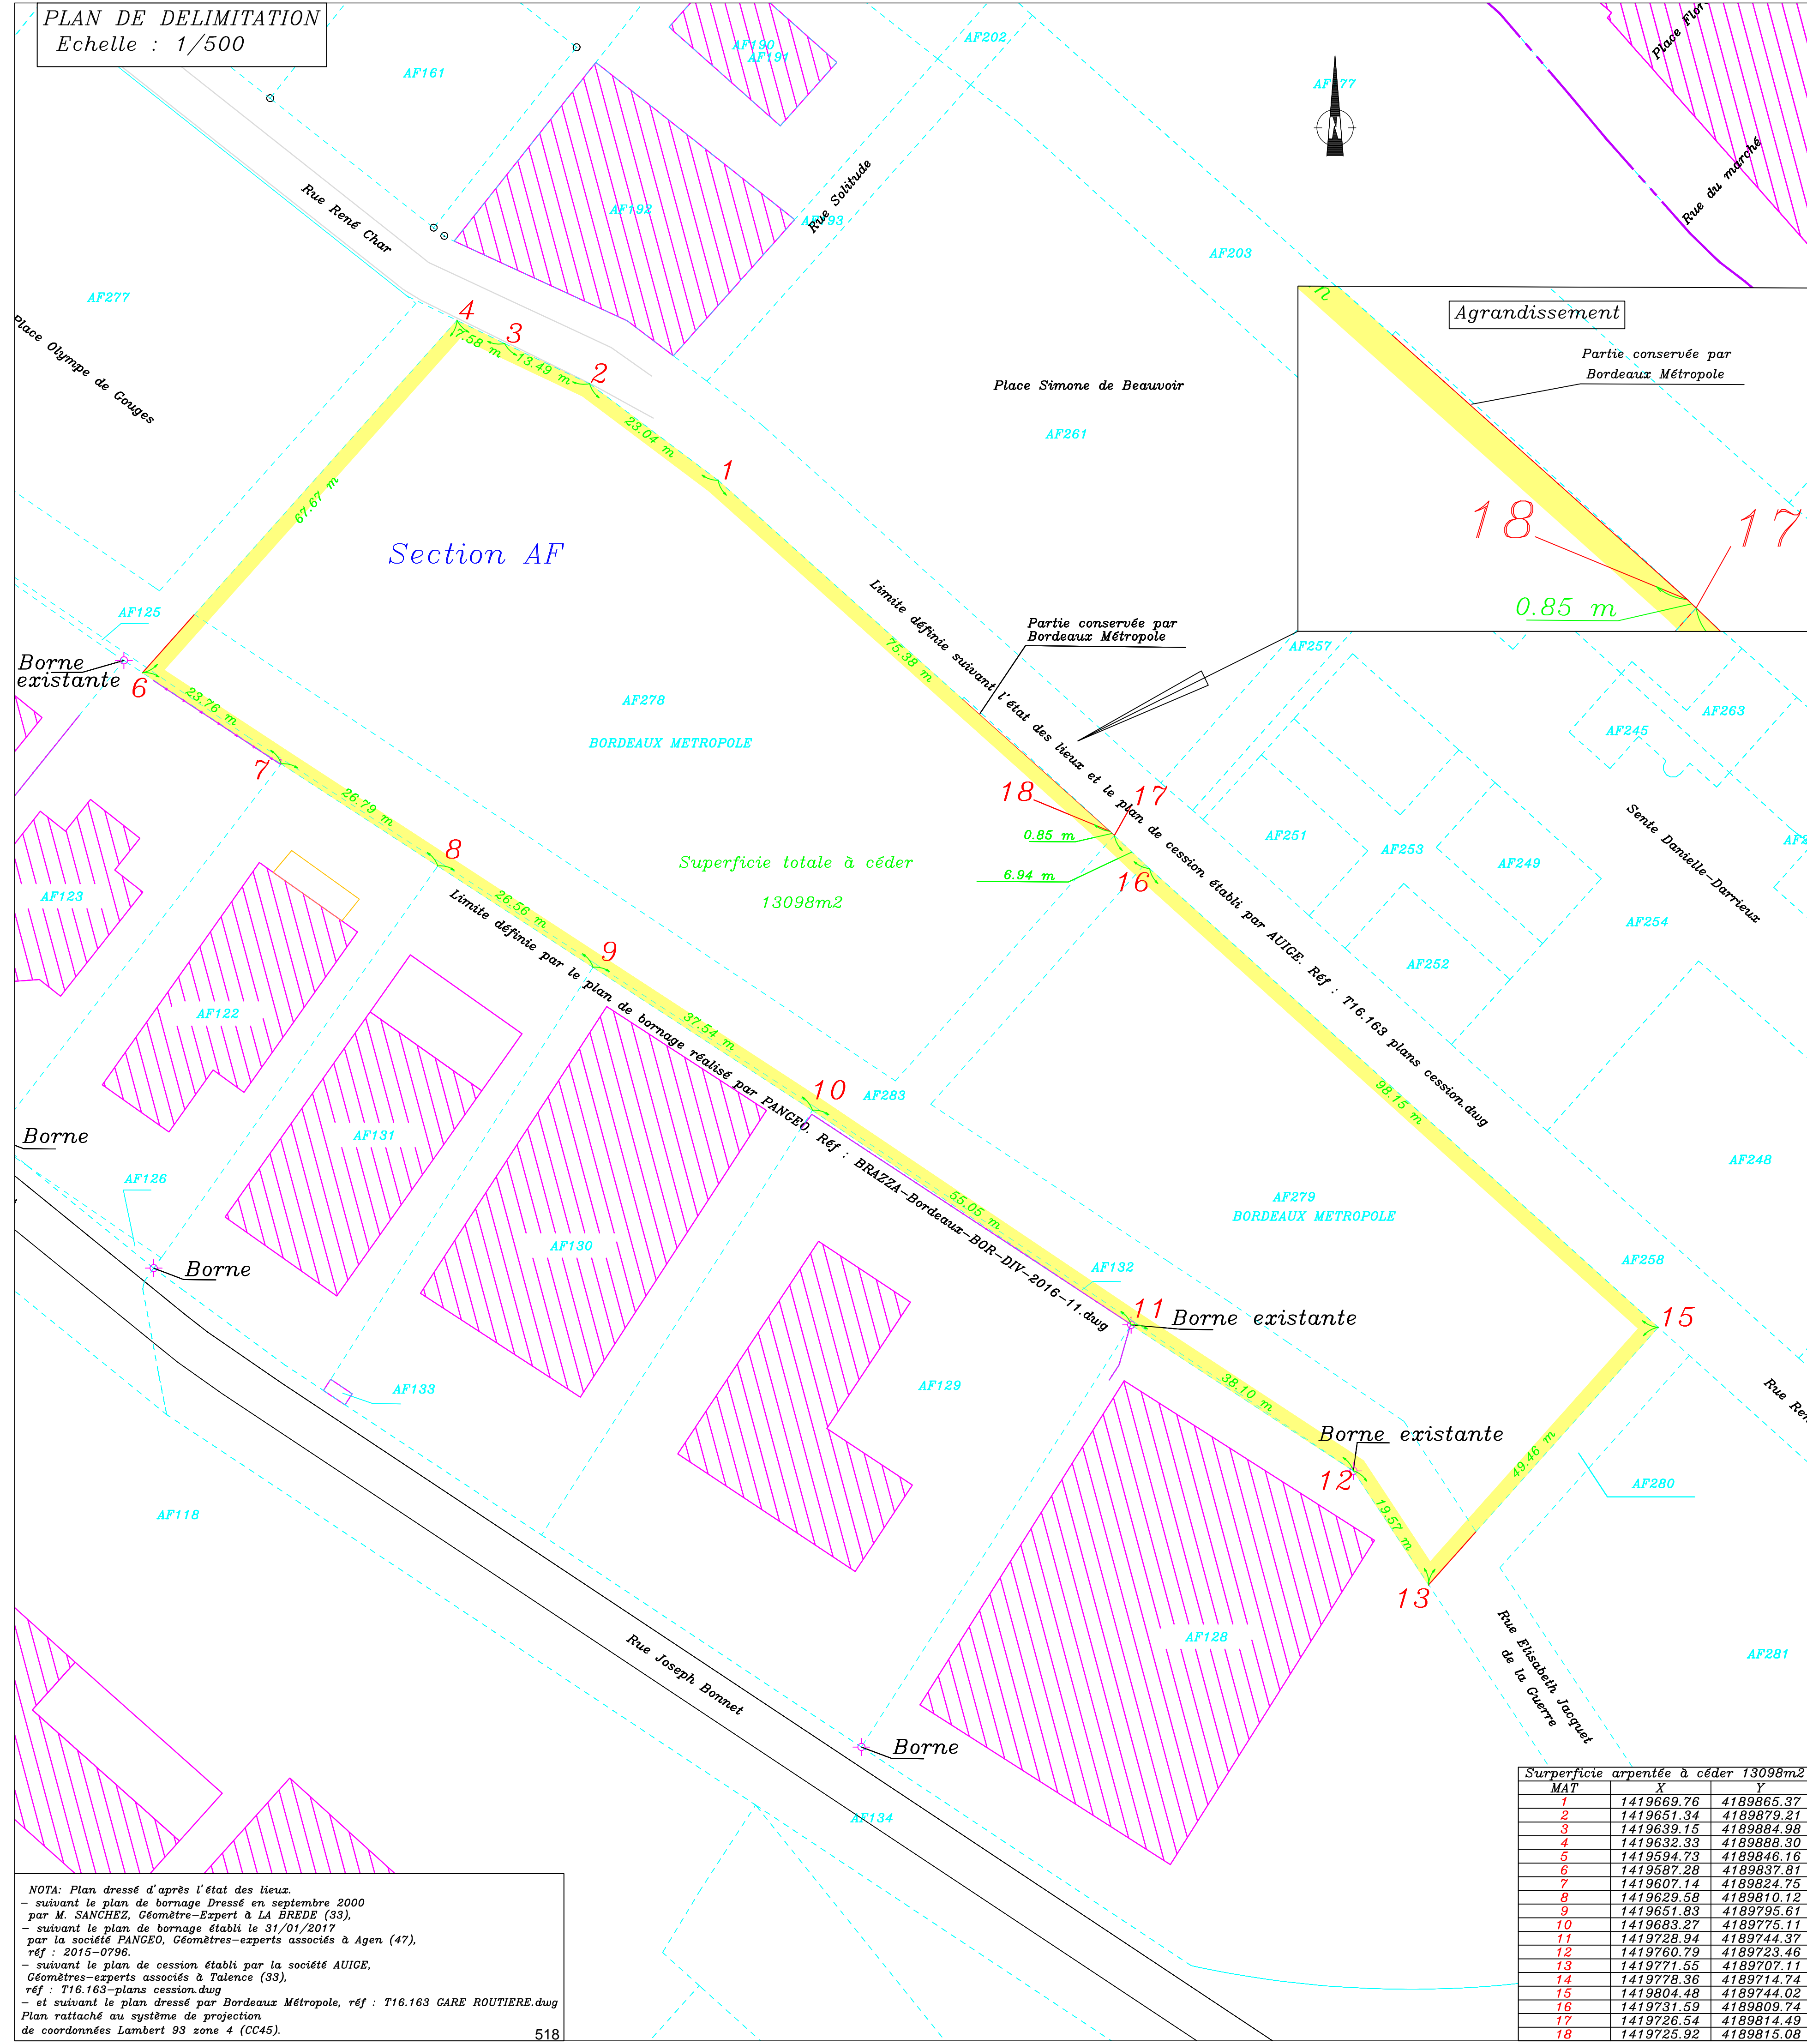 PLAN DE DELIMITATION
Echelle : 1/500
AF161
AF190
AF191
AF202
AF192
Rue Solitude
Rue René Char
AF203
Rue du marché
AF277
Place Olympe de Gouges
4
3
2
1
7.58 m
13.49 m
23.04 m
67.67 m
Place Simone de Beauvoir
AF261
Agrandissement
Partie conservée par
Bordeaux Métropole
18
17
0.85 m
Section AF
AF125
Borne
existante
6
23.76 m
7
26.79 m
8
26.56 m
9
37.54 m
10
55.05 m
11
38.10 m
12
19.57 m
13
49.46 m
15
98.15 m
16
6.94 m
0.85 m
18
17
75.38 m
Partie conservée par
Bordeaux Métropole
Limite définie suivant l'état des lieux et le plan de cession établi par AUIGE. Réf : T16.163 plans cession.dwg
AF278
BORDEAUX METROPOLE
Superficie totale à céder
13098m2
Limite définie par le plan de bornage réalisé par PANGEO. Réf : BRAZZA-Bordeaux-BOR-DIV-2016-11.dwg
AF257
AF263
AF245
AF251
AF253
AF249
AF252
AF254
Sente Danielle-Darrieux
AF248
AF123
AF122
AF131
AF130
AF283
AF279
BORDEAUX METROPOLE
AF258
AF132
Borne
AF126
Borne
AF133
AF129
Borne existante
Borne existante
AF280
AF118
AF128
AF281
Rue Joseph Bonnet
Rue Elisabeth Jacquet
de la Guerre
Borne
AF134
NOTA: Plan dressé d'après l'état des lieux.
- suivant le plan de bornage Dressé en septembre 2000
par M. SANCHEZ, Géomètre-Expert à LA BREDE (33),
- suivant le plan de bornage établi le 31/01/2017
par la société PANGEO, Géomètres-experts associés à Agen (47),
réf : 2015-0796.
- suivant le plan de cession établi par la société AUIGE,
Géomètres-experts associés à Talence (33),
réf : T16.163-plans cession.dwg
- et suivant le plan dressé par Bordeaux Métropole, réf : T16.163 GARE ROUTIERE.dwg
Plan rattaché au système de projection
de coordonnées Lambert 93 zone 4 (CC45).
518
Surperficie arpentée à céder 13098m2
MAT X Y
1 1419669.76 4189865.37
2 1419651.34 4189879.21
3 1419639.15 4189884.98
4 1419632.33 4189888.30
5 1419594.73 4189846.16
6 1419587.28 4189837.81
7 1419607.14 4189824.75
8 1419629.58 4189810.12
9 1419651.83 4189795.61
10 1419683.27 4189775.11
11 1419728.94 4189744.37
12 1419760.79 4189723.46
13 1419771.55 4189707.11
14 1419778.36 4189714.74
15 1419804.48 4189744.02
16 1419731.59 4189809.74
17 1419726.54 4189814.49
18 1419725.92 4189815.08